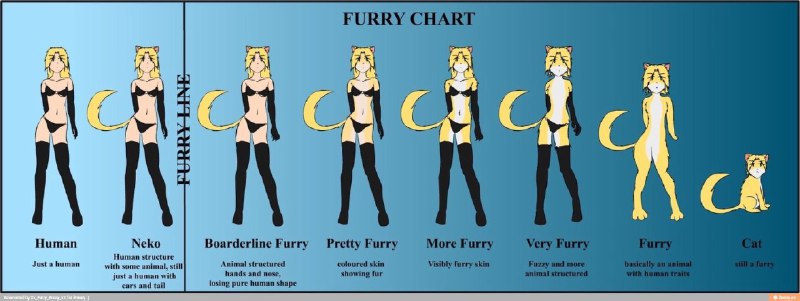 FURRY CHART
FURRY LINE
Human
Just a human
Neko
Human structure
with some animal, still
just a human with
ears and tail
Boarderline Furry
Animal structured
hands and nose,
losing pure human shape
Pretty Furry
coloured skin
showing fur
More Furry
Visibly furry skin
Very Furry
Fuzzy and more
animal structured
Furry
basically an animal
with human traits
Cat
still a furry